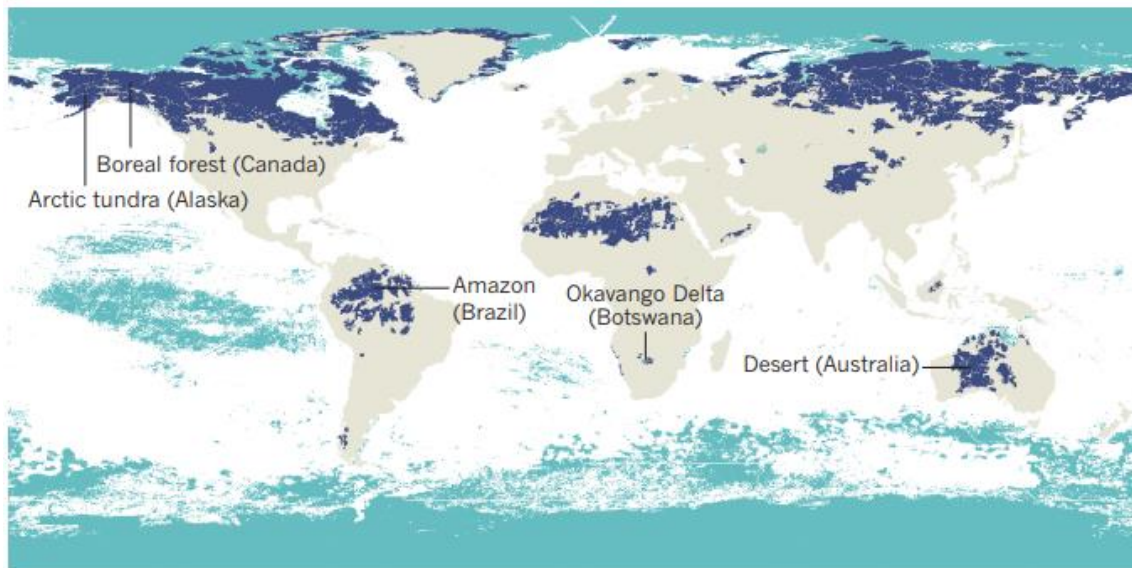 Boreal forest (Canada)
Arctic tundra (Alaska)
Amazon
(Brazil)
Okavango Delta
(Botswana)
Desert (Australia)